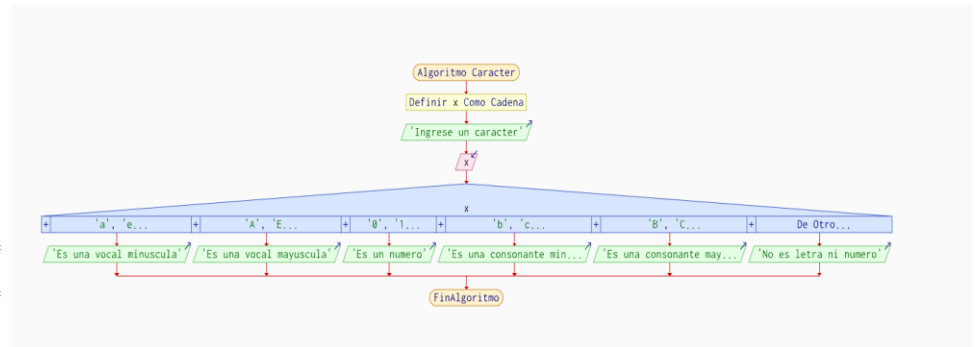 Algoritmo Caracter
Definir x Como Cadena
'Ingrese un caracter'
x
x
+ 'a', 'e... + 'A', 'E... + '0', 'l... + 'b', 'c... + 'B', 'C... + De Otro...
'Es una vocal minuscula' 'Es una vocal mayuscula' 'Es un numero' 'Es una consonante min... 'Es una consonante may... 'No es letra ni numero'
FinAlgoritmo